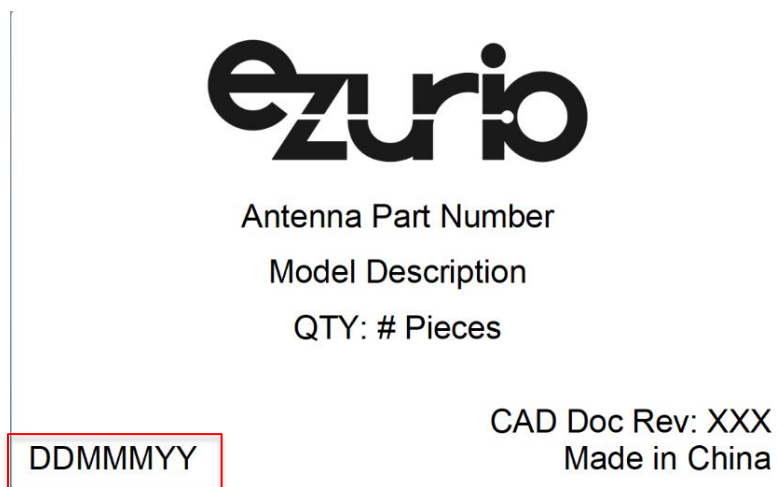 ezurio
Antenna Part Number
Model Description
QTY: # Pieces
CAD Doc Rev: XXX
DDMMMYY
Made in China